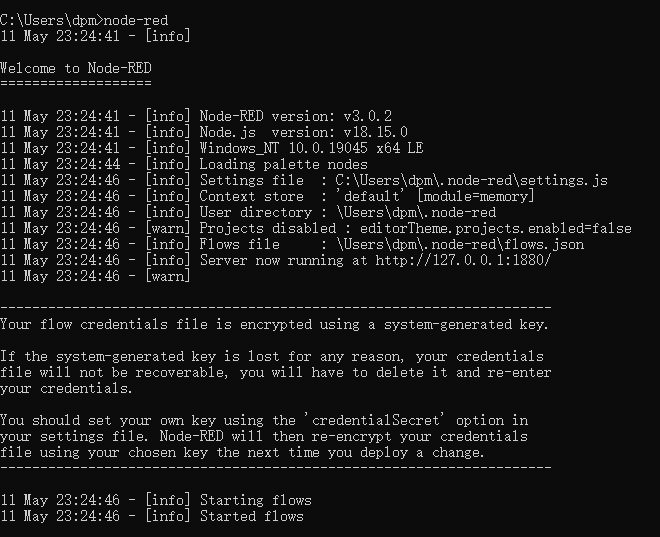 C:\Users\dpm>node-red
11 May 23:24:41 - [info]
Welcome to Node-RED
===================
11 May 23:24:41 - [info] Node-RED version: v3.0.2
11 May 23:24:41 - [info] Node.js  version: v18.15.0
11 May 23:24:41 - [info] Windows_NT 10.0.19045 x64 LE
11 May 23:24:44 - [info] Loading palette nodes
11 May 23:24:46 - [info] Settings file  : C:\Users\dpm\.node-red\settings.js
11 May 23:24:46 - [info] Context store  : 'default' [module=memory]
11 May 23:24:46 - [info] User directory : \Users\dpm\.node-red
11 May 23:24:46 - [warn] Projects disabled : editorTheme.projects.enabled=false
11 May 23:24:46 - [info] Flows file     : \Users\dpm\.node-red\flows.json
11 May 23:24:46 - [info] Server now running at http://127.0.0.1:1880/
11 May 23:24:46 - [warn]
---------------------------------------------------------------------
Your flow credentials file is encrypted using a system-generated key.
If the system-generated key is lost for any reason, your credentials
file will not be recoverable, you will have to delete it and re-enter
your credentials.
You should set your own key using the 'credentialSecret' option in
your settings file. Node-RED will then re-encrypt your credentials
file using your chosen key the next time you deploy a change.
---------------------------------------------------------------------
11 May 23:24:46 - [info] Starting flows
11 May 23:24:46 - [info] Started flows